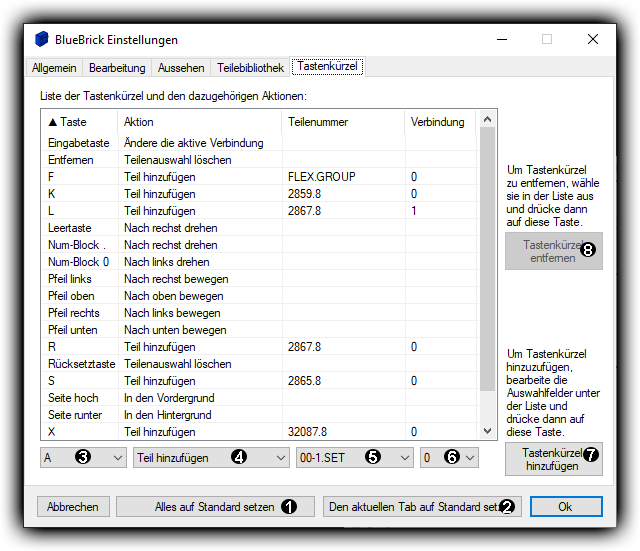 BlueBrick Einstellungen
Allgemein Bearbeitung Aussehen Teilebibliothek Tastenkürzel
Liste der Tastenkürzel und den dazugehörigen Aktionen:
▲ Taste Aktion Teilenummer Verbindung
Eingabetaste Ändere die aktive Verbindung
Entfernen Teilenauswahl löschen
F Teil hinzufügen FLEX.GROUP 0
K Teil hinzufügen 2859.8 0
L Teil hinzufügen 2867.8 1
Leertaste Nach rechst drehen
Num-Block . Nach rechst drehen
Num-Block 0 Nach links drehen
Pfeil links Nach rechst bewegen
Pfeil oben Nach oben bewegen
Pfeil rechts Nach links bewegen
Pfeil unten Nach unten bewegen
R Teil hinzufügen 2867.8 0
Rücksetztaste Teilenauswahl löschen
S Teil hinzufügen 2865.8 0
Seite hoch In den Vordergrund
Seite runter In den Hintergrund
X Teil hinzufügen 32087.8 0
A 3 Teil hinzufügen 4 00-1.SET 5 0 6
Um Tastenkürzel
zu entfernen, wähle
sie in der Liste aus
und drücke dann
auf diese Taste.
Tastenkürzel 8
entfernen
Um Tastenkürzel
hinzuzufügen,
bearbeite die
Auswahlfelder unter
der Liste und
drücke dann auf
diese Taste.
Tastenkürzel 7
hinzufügen
Abbrechen Alles auf Standard setzen 1 Den aktuellen Tab auf Standard setz 2 Ok